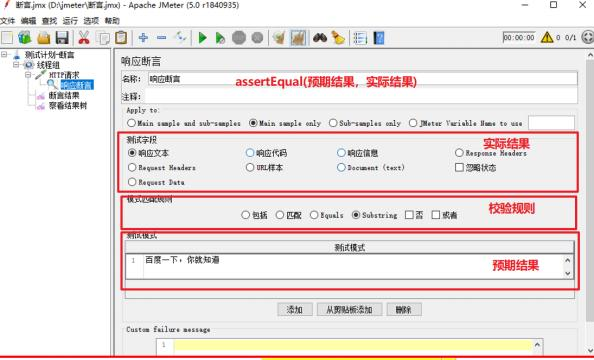 断言.jmx (D:\jmeter\断言.jmx) - Apache JMeter (5.0 r1840935)
文件 编辑 查找 运行 选项 帮助
00:00:00 0 0/1
测试计划-断言
线程组
HTTP请求
响应断言
断言结果
察看结果树
响应断言
名称: 响应断言
assertEqual(预期结果, 实际结果)
注释:
Apply to:
Main sample and sub-samples Main sample only Sub-samples only JMeter Variable Name to use
测试字段
实际结果
响应文本 响应代码 响应信息 Response Headers
Request Headers URL样本 Document (text) 忽略状态
Request Data
模式匹配规则
包括 匹配 Equals Substring 否 或者
校验规则
测试模式
测试模式
1 百度一下，你就知道
预期结果
添加 从剪贴板添加 删除
Custom failure message
1